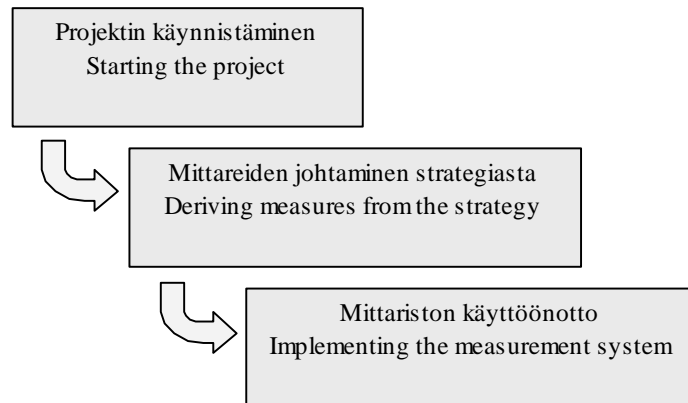 Projektin käynnistäminen
Starting the project
Mittareiden johtaminen strategiasta
Deriving measures from the strategy
Mittariston käyttöönotto
Implementing the measurement system